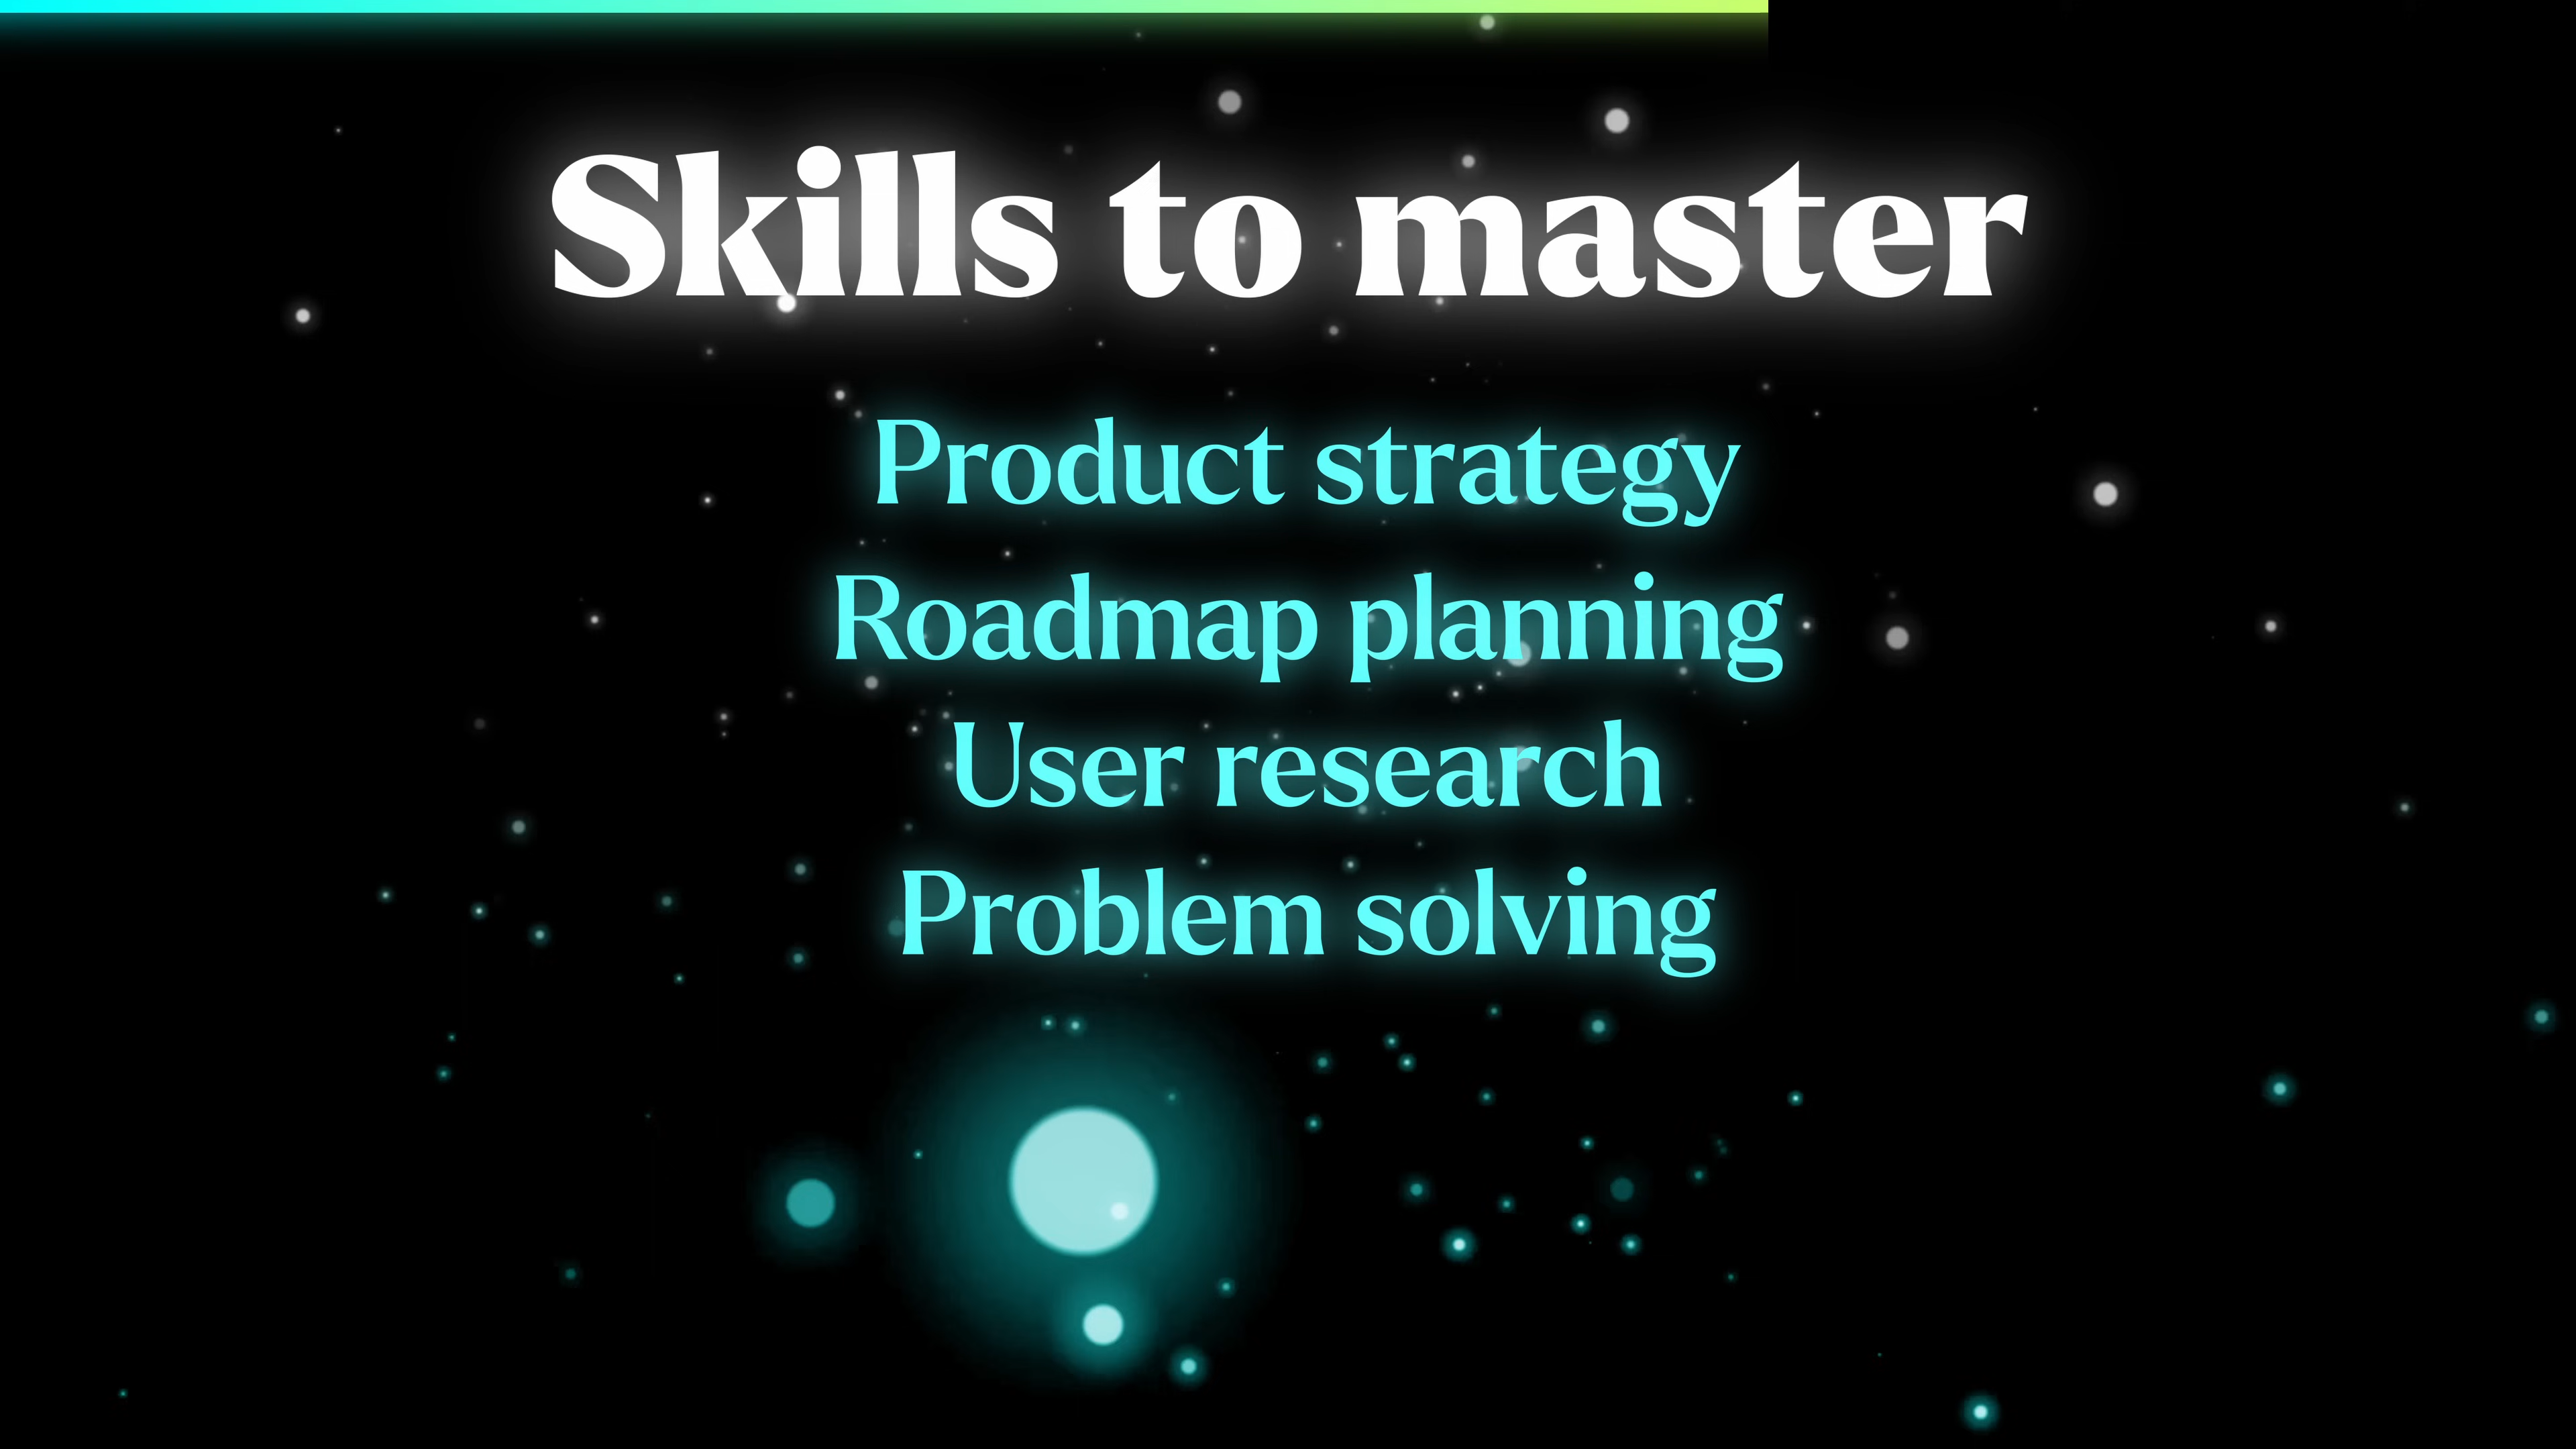 Skills to master
Product strategy
Roadmap planning
User research
Problem solving